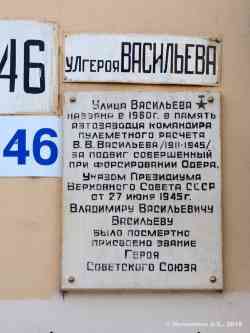 46
ул героя ВАСИЛЬЕВА
46
Улица Васильева
названа в 1960г. в память
автозаводца командира
пулеметного расчета
В.В. Васильева /1911-1945/
за подвиг совершенный
при форсировании Одера.
Указом Президиума
Верховного Совета СССР
от 27 июня 1945г.
Владимиру Васильевичу
Васильеву
было посмертно
присвоено звание
Героя
Советского Союза